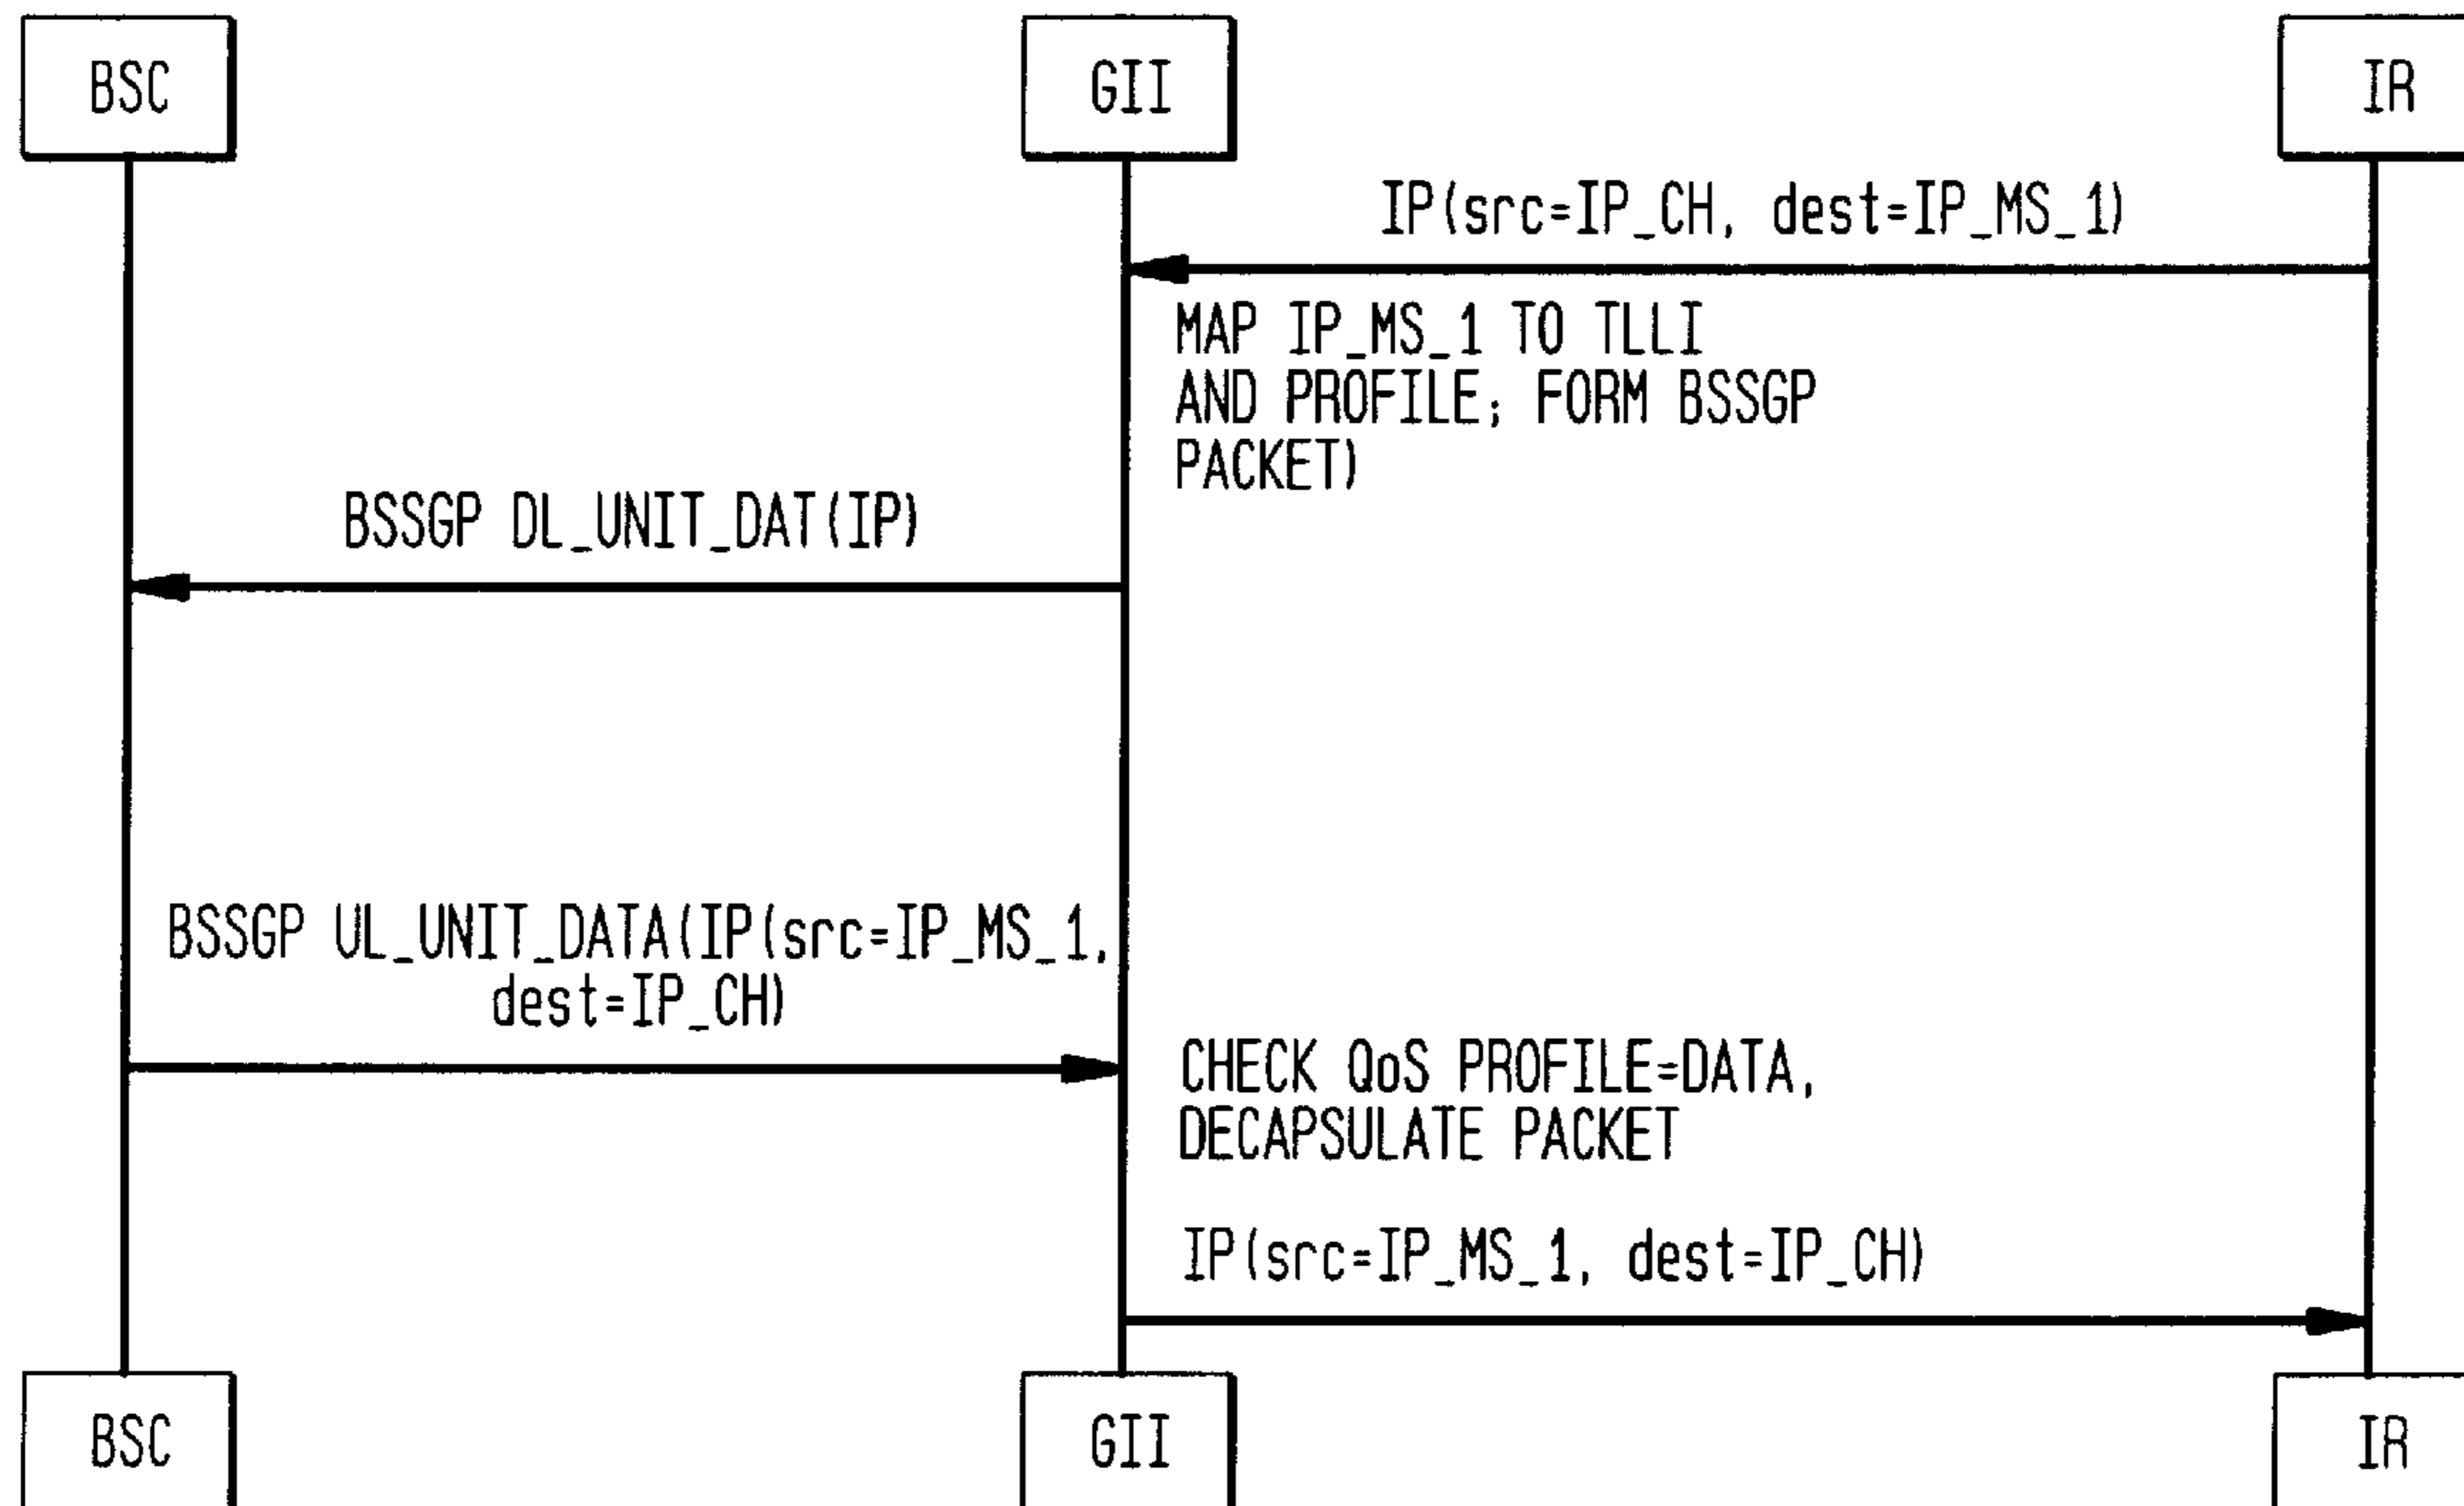 BSC
GII
IR
IP(src=IP_CH, dest=IP_MS_1)
MAP IP_MS_1 TO TLLI
AND PROFILE; FORM BSSGP
PACKET)
BSSGP DL_UNIT_DAT(IP)
BSSGP UL_UNIT_DATA(IP(src=IP_MS_1,
dest=IP_CH)
CHECK QoS PROFILE=DATA,
DECAPSULATE PACKET
IP(src=IP_MS_1, dest=IP_CH)
BSC
GII
IR